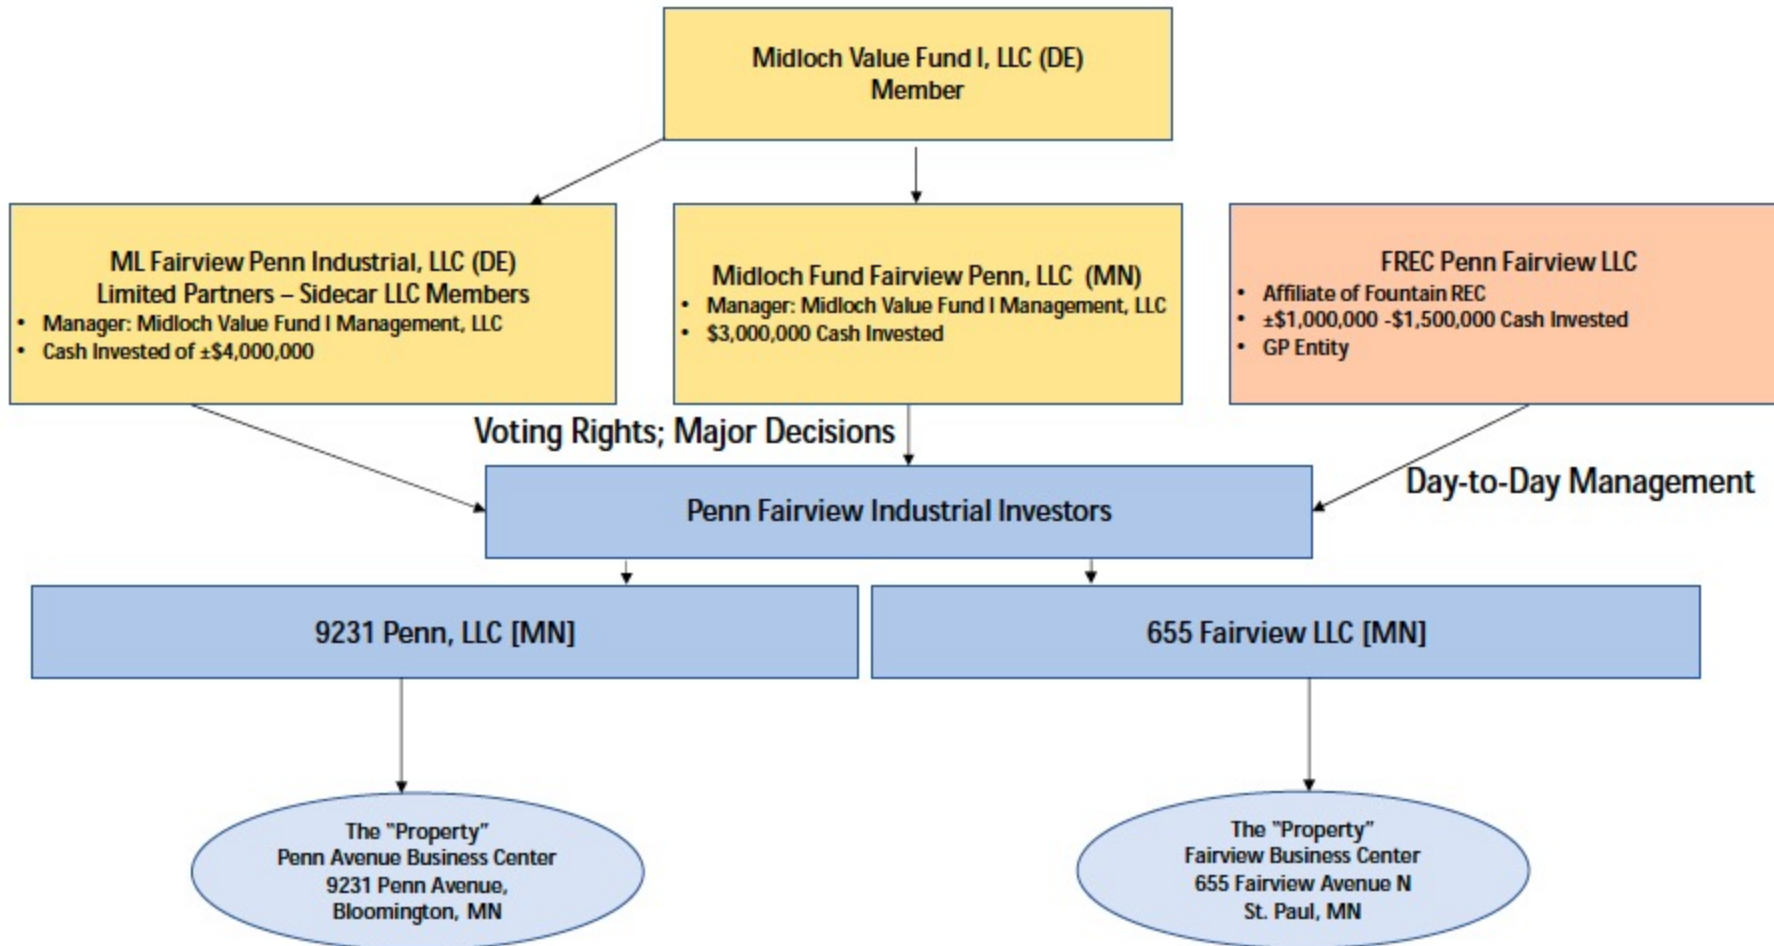 Midloch Value Fund I, LLC (DE)
Member
ML Fairview Penn Industrial, LLC (DE)
Limited Partners – Sidecar LLC Members
• Manager: Midloch Value Fund I Management, LLC
• Cash Invested of ±$4,000,000
Midloch Fund Fairview Penn, LLC (MN)
• Manager: Midloch Value Fund I Management, LLC
• $3,000,000 Cash Invested
FREC Penn Fairview LLC
• Affiliate of Fountain REC
• ±$1,000,000 -$1,500,000 Cash Invested
• GP Entity
Voting Rights; Major Decisions
Day-to-Day Management
Penn Fairview Industrial Investors
9231 Penn, LLC [MN]
655 Fairview LLC [MN]
The "Property"
Penn Avenue Business Center
9231 Penn Avenue,
Bloomington, MN
The "Property"
Fairview Business Center
655 Fairview Avenue N
St. Paul, MN